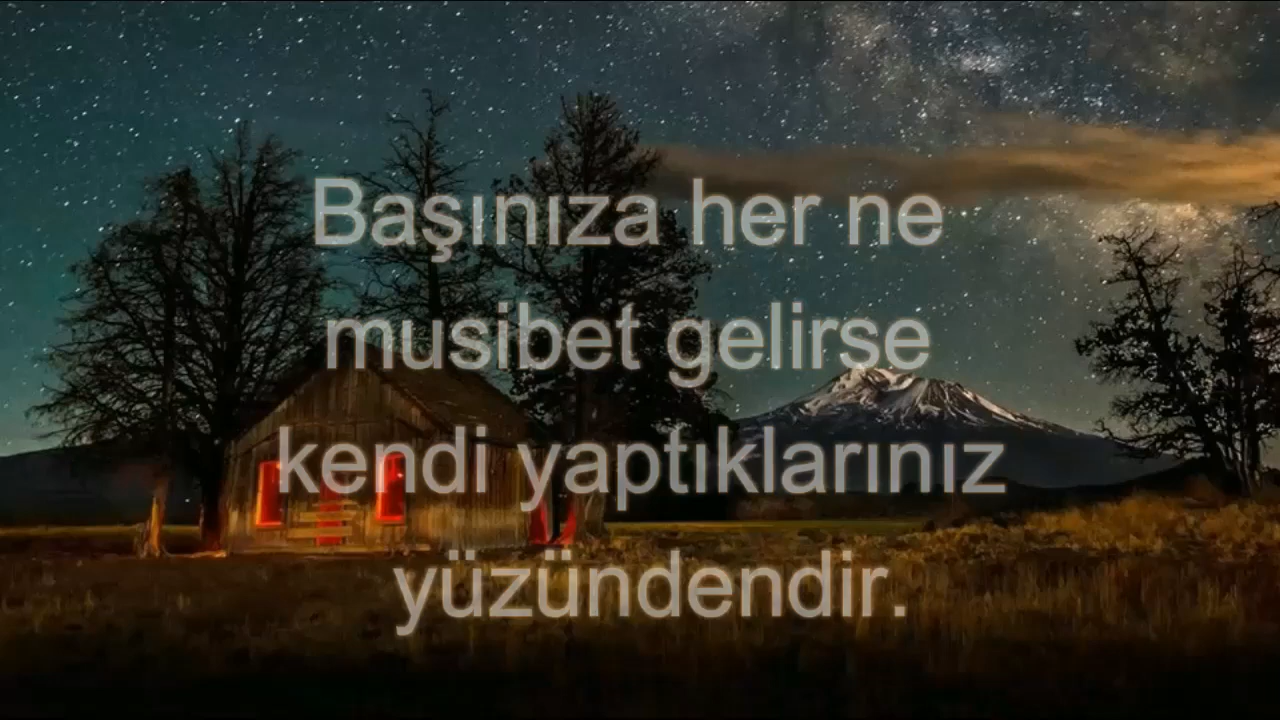 Başınıza her ne
musibet gelirse
kendi yaptıklarınız
yüzündendir.